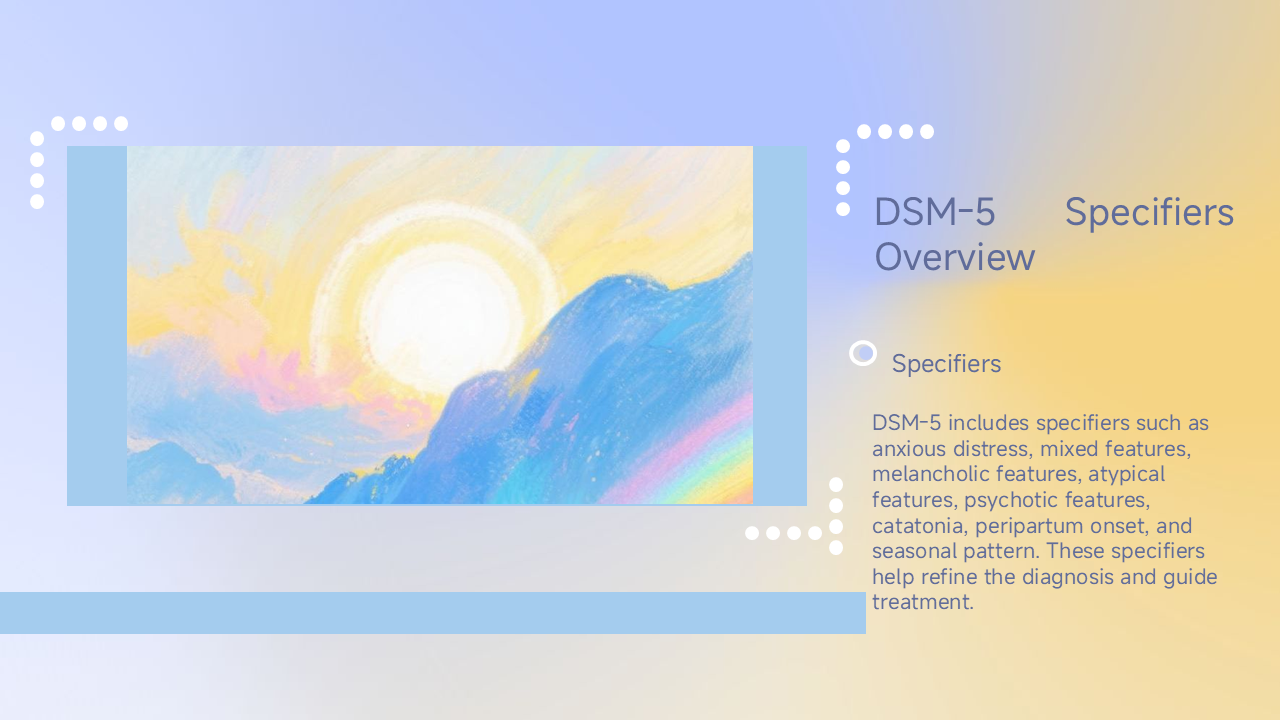 DSM-5 Specifiers
Overview
Specifiers
DSM-5 includes specifiers such as
anxious distress, mixed features,
melancholic features, atypical
features, psychotic features,
catatonia, peripartum onset, and
seasonal pattern. These specifiers
help refine the diagnosis and guide
treatment.